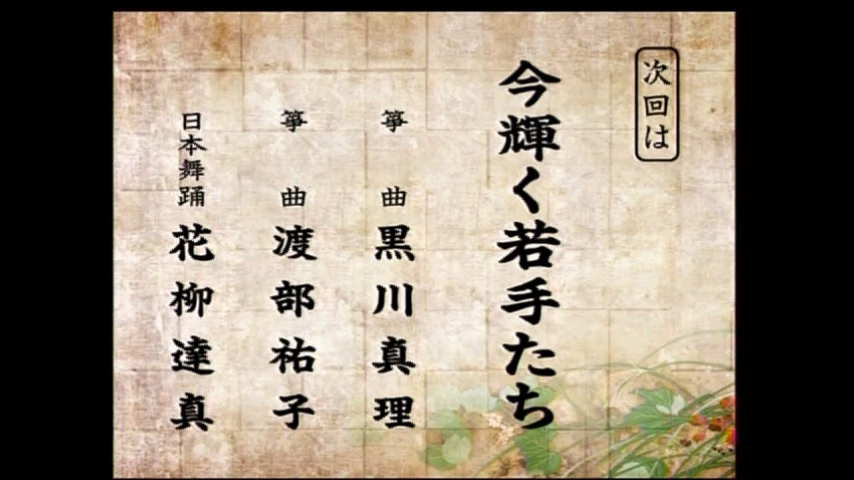 次回は
今輝く若手たち
箏曲 黒川真理
箏曲 渡部祐子
日本舞踊 花柳達真